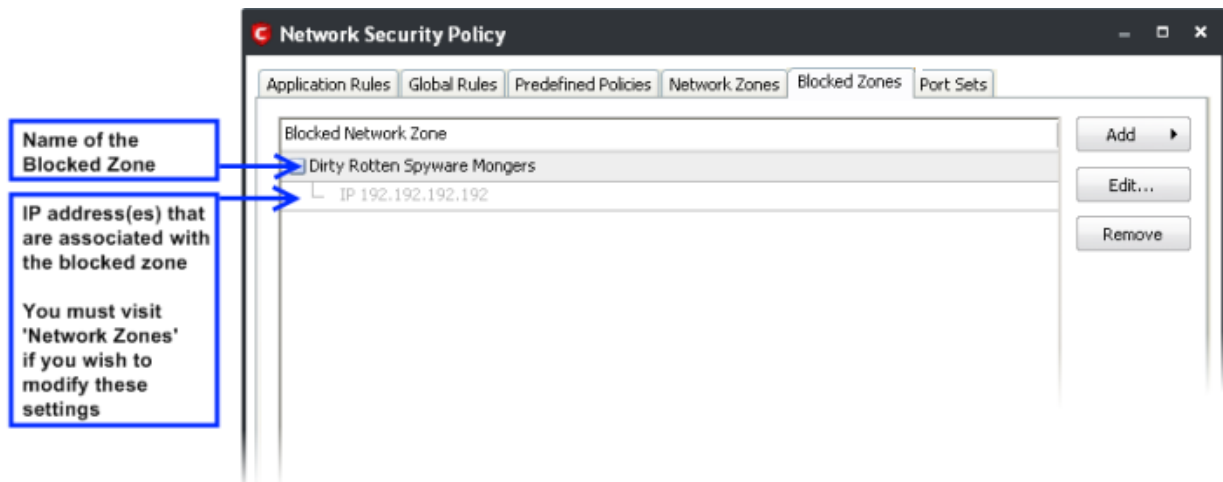 Network Security Policy
Application Rules Global Rules Predefined Policies Network Zones Blocked Zones Port Sets
Name of the
Blocked Zone
IP address(es) that
are associated with
the blocked zone
You must visit
'Network Zones'
if you wish to
modify these
settings
Blocked Network Zone
Dirty Rotten Spyware Mongers
IP 192.192.192.192
Add
Edit...
Remove